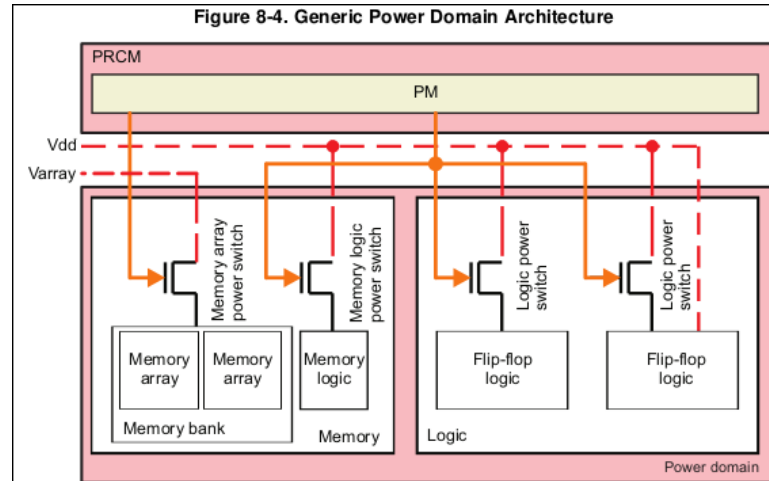 Figure 8-4. Generic Power Domain Architecture
PRCM
PM
Vdd
Varray
Memory array
power switch
Memory logic
power switch
Logic power
switch
Logic power
switch
Memory
array
Memory
array
Memory
logic
Flip-flop
logic
Flip-flop
logic
Memory bank
Memory
Logic
Power domain